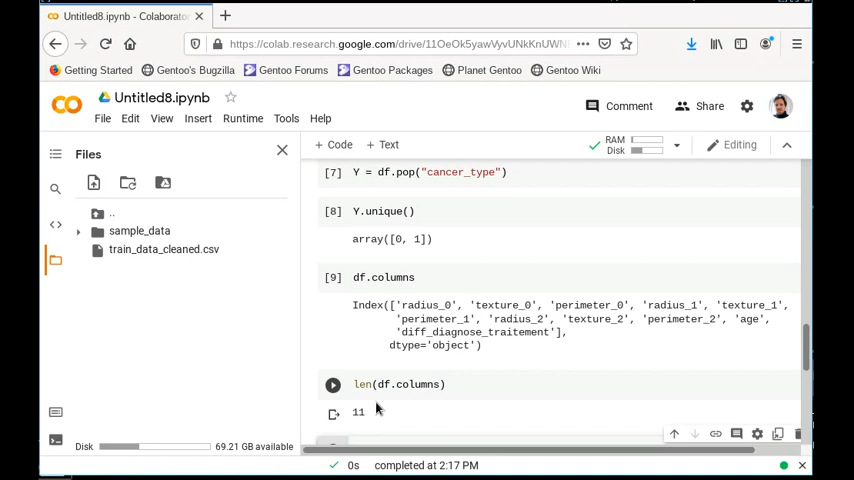 Untitled8.ipynb - Colaborator
https://colab.research.google.com/drive/11OeOk5yawVyvUNkKnUWN
Getting Started Gentoo's Bugzilla Gentoo Forums Gentoo Packages Planet Gentoo Gentoo Wiki
Untitled8.ipynb
Comment Share
File Edit View Insert Runtime Tools Help
+ Code + Text
RAM
Disk
Editing
Files
..
sample_data
train_data_cleaned.csv
[7] Y = df.pop("cancer_type")
[8] Y.unique()
array([0, 1])
[9] df.columns
Index(['radius_0', 'texture_0', 'perimeter_0', 'radius_1', 'texture_1',
'perimeter_1', 'radius_2', 'texture_2', 'perimeter_2', 'age',
'diff_diagnose_traitement'],
dtype='object')
len(df.columns)
11
Disk 69.21 GB available
0s completed at 2:17 PM